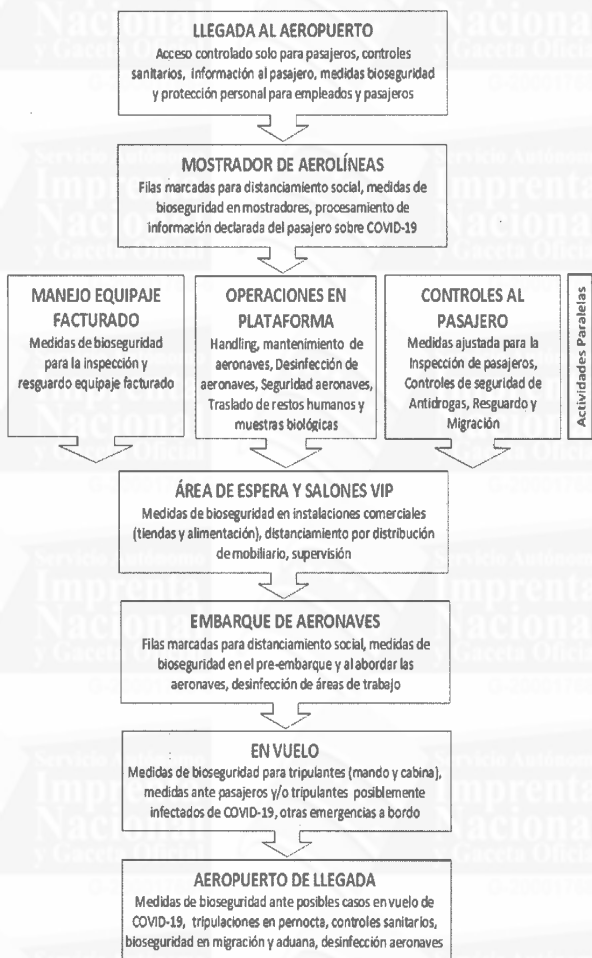 LLEGADA AL AEROPUERTO
Acceso controlado solo para pasajeros, controles
sanitarios, información al pasajero, medidas bioseguridad
y protección personal para empleados y pasajeros
MOSTRADOR DE AEROLÍNEAS
Filas marcadas para distanciamiento social, medidas de
bioseguridad en mostradores, procesamiento de
información declarada del pasajero sobre COVID-19
MANEJO EQUIPAJE
FACTURADO
Medidas de bioseguridad
para la inspección y
resguardo equipaje facturado
OPERACIONES EN
PLATAFORMA
Handling, mantenimiento de
aeronaves, Desinfección de
aeronaves, Seguridad aeronaves,
Traslado de restos humanos y
muestras biológicas
CONTROLES AL
PASAJERO
Medidas ajustada para la
Inspección de pasajeros,
Controles de seguridad de
Antidrogas, Resguardo y
Migración
Actividades Paralelas
ÁREA DE ESPERA Y SALONES VIP
Medidas de bioseguridad en instalaciones comerciales
(tiendas y alimentación), distanciamiento por distribución
de mobiliario, supervisión
EMBARQUE DE AERONAVES
Filas marcadas para distanciamiento social, medidas de
bioseguridad en el pre-embarque y al abordar las
aeronaves, desinfección de áreas de trabajo
EN VUELO
Medidas de bioseguridad para tripulantes (mando y cabina),
medidas ante pasajeros y/o tripulantes posiblemente
infectados de COVID-19, otras emergencias a bordo
AEROPUERTO DE LLEGADA
Medidas de bioseguridad ante posibles casos en vuelo de
COVID-19, tripulaciones en pernocta, controles sanitarios,
bioseguridad en migración y aduana, desinfección aeronaves